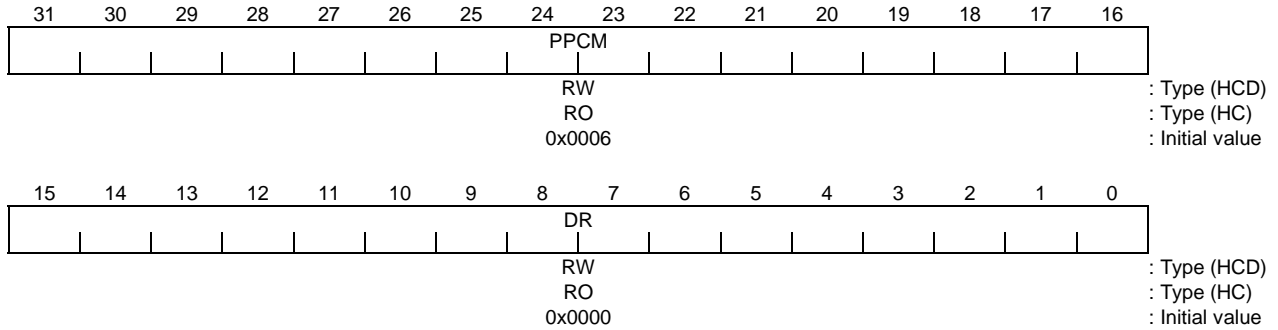 31 30 29 28 27 26 25 24 23 22 21 20 19 18 17 16
PPCM
RW : Type (HCD)
RO : Type (HC)
0x0006 : Initial value
15 14 13 12 11 10 9 8 7 6 5 4 3 2 1 0
DR
RW : Type (HCD)
RO : Type (HC)
0x0000 : Initial value